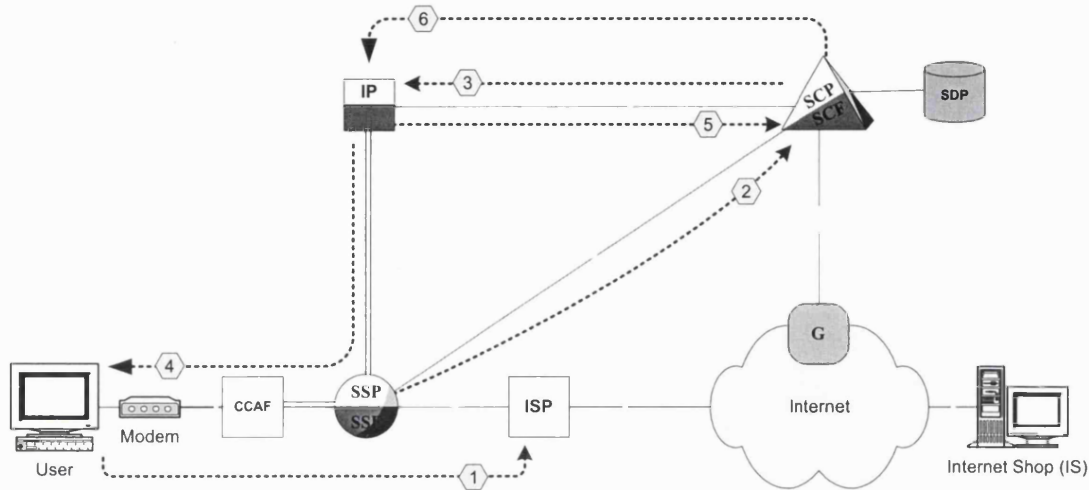 6
IP
3
SCP
SCF
SDP
5
2
G
4
SSP
CCAF
ISP
Internet
Modem
User
1
Internet Shop (IS)